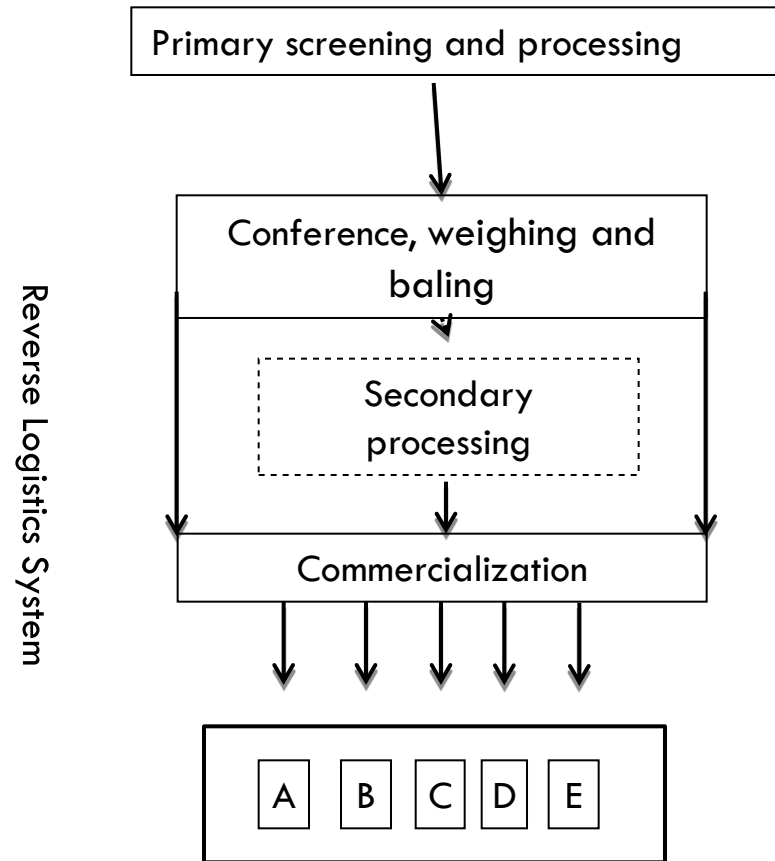 Primary screening and processing
Conference, weighing and
baling
Reverse Logistics System
Secondary
processing
Commercialization
A B C D E